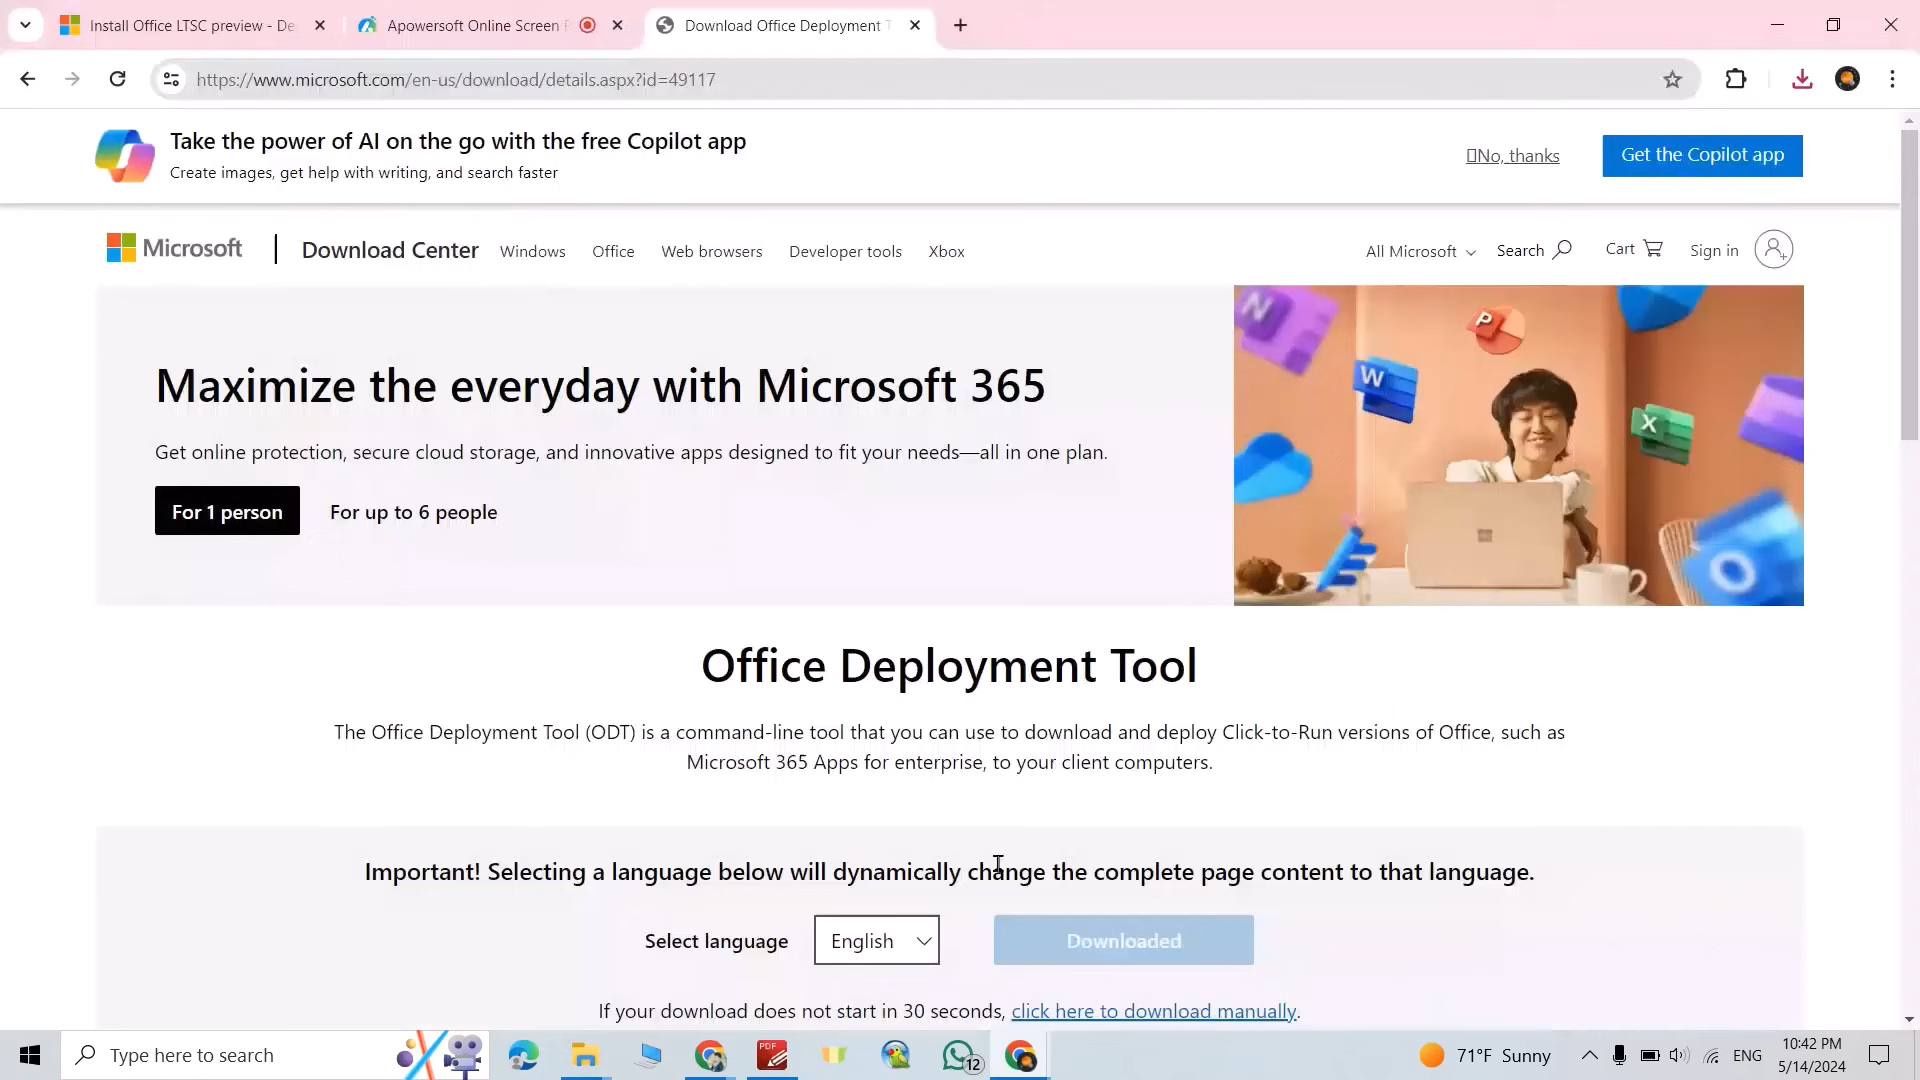 Install Office LTSC preview - De
Apowersoft Online Screen
Download Office Deployment T
https://www.microsoft.com/en-us/download/details.aspx?id=49117
Take the power of AI on the go with the free Copilot app
Create images, get help with writing, and search faster
No, thanks
Get the Copilot app
Microsoft
Download Center
Windows
Office
Web browsers
Developer tools
Xbox
All Microsoft
Search
Cart
Sign in
Maximize the everyday with Microsoft 365
Get online protection, secure cloud storage, and innovative apps designed to fit your needs—all in one plan.
For 1 person
For up to 6 people
N
P
W
X
O
Office Deployment Tool
The Office Deployment Tool (ODT) is a command-line tool that you can use to download and deploy Click-to-Run versions of Office, such as
Microsoft 365 Apps for enterprise, to your client computers.
Important! Selecting a language below will dynamically change the complete page content to that language.
Select language
English
Downloaded
If your download does not start in 30 seconds, click here to download manually.
Type here to search
PDF
12
71°F Sunny
ENG
10:42 PM
5/14/2024